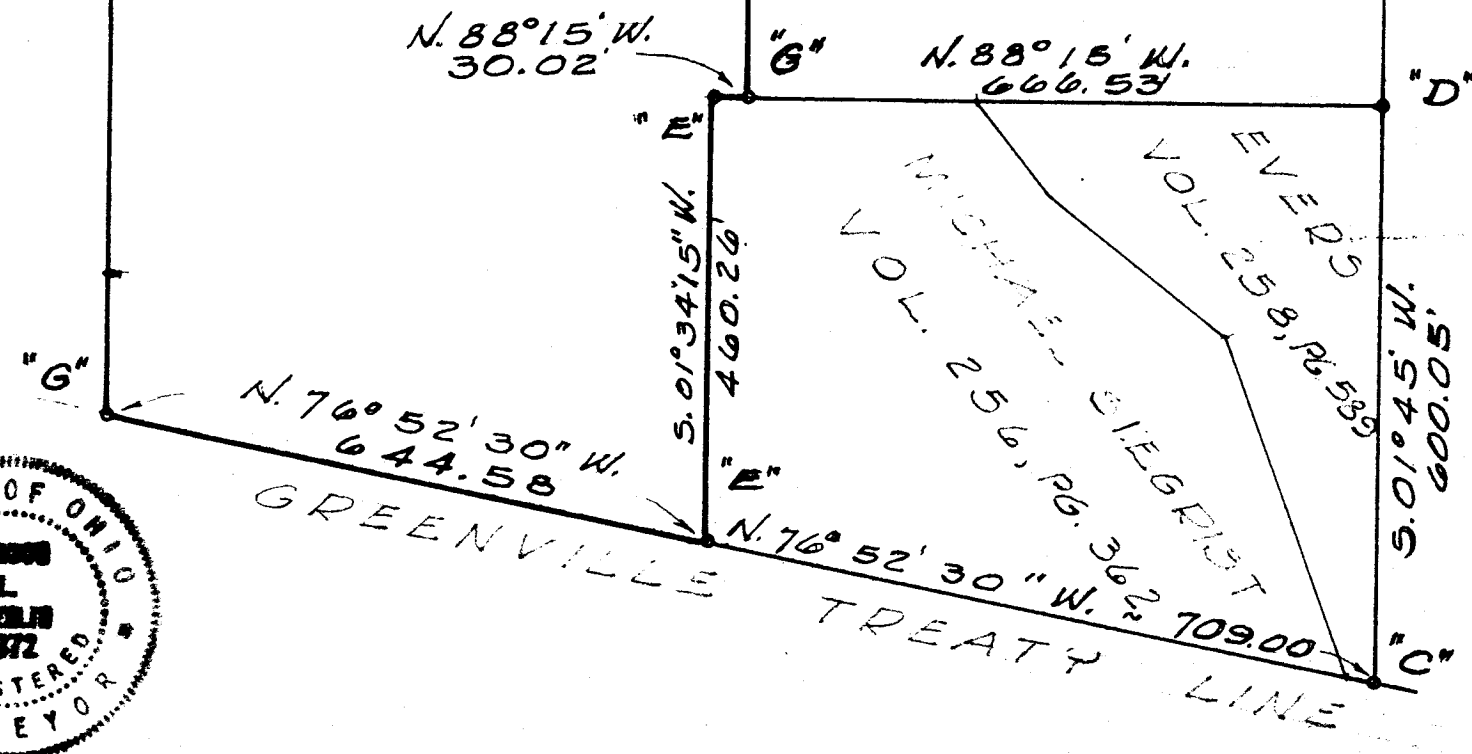 N. 88°15' W.
30.02'
"G"
N. 88°15' W.
666.53'
"D"
"E"
EVERS
VOL. 258, PG 539
MICHAEL SIEGRIST
VOL. 256, PG. 362
S. 01°34'15" W.
460.26'
S. 01°45' W.
600.05'
"G"
N. 76° 52' 30" W.
644.58
"E"
N. 76° 52' 30" W. ~ 709.00
"C"
GREENVILLE TREATY LINE
OF OHIO